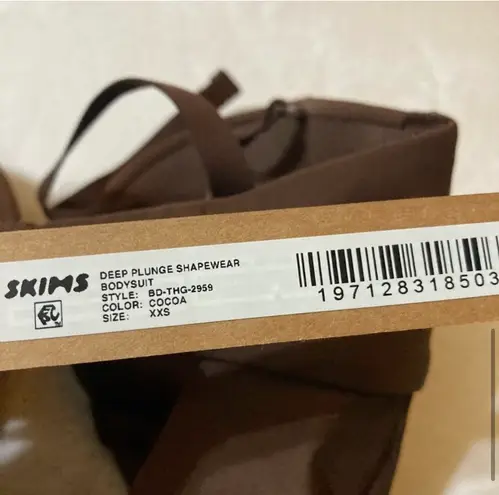 SKIMS
DEEP PLUNGE SHAPEWEAR
BODYSUIT
STYLE: BD-THG-2959
COLOR: COCOA
SIZE: XXS
197128318503